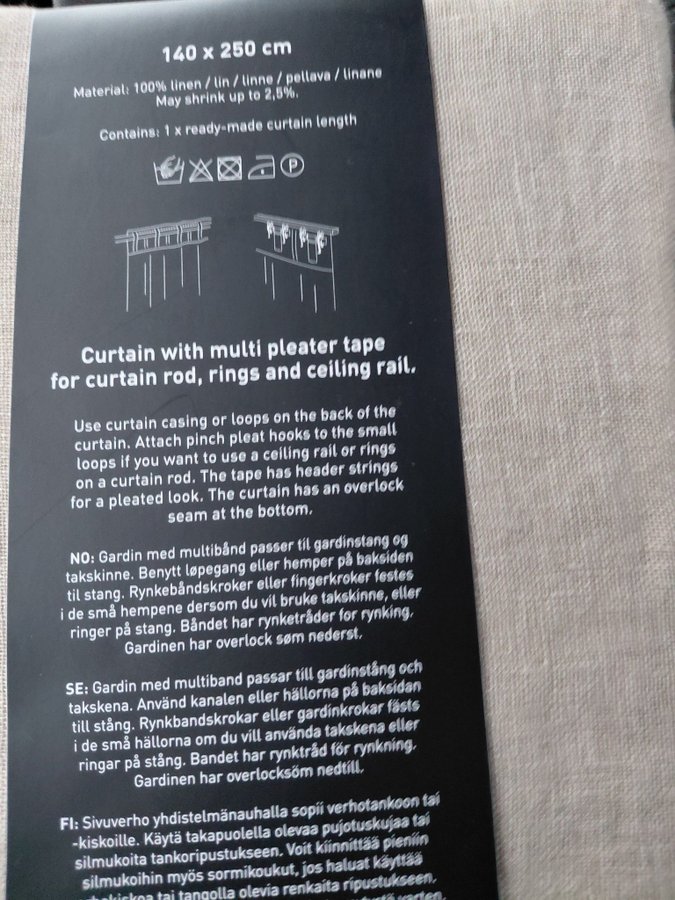 140 x 250 cm
Material: 100% linen / lin / linne / pellava / linane
May shrink up to 2,5%.
Contains: 1 x ready-made curtain length
P
Curtain with multi pleater tape
for curtain rod, rings and ceiling rail.
Use curtain casing or loops on the back of the
curtain. Attach pinch pleat hooks to the small
loops if you want to use a ceiling rail or rings
on a curtain rod. The tape has header strings
for a pleated look. The curtain has an overlock
seam at the bottom.
NO: Gardin med multibånd passer til gardinstang og
takskinne. Benytt løpegang eller hemper på baksiden
til stang. Rynkebåndskroker eller fingerkroker festes
i de små hempene dersom du vil bruke takskinne, eller
ringer på stang. Båndet har rynketråder for rynking.
Gardinen har overlock søm nederst.
SE: Gardin med multiband passar till gardinstång och
takskena. Använd kanalen eller hällorna på baksidan
till stång. Rynkbandskrokar eller gardinkrokar fästs
i de små hällorna om du vill använda takskena eller
ringar på stång. Bandet har rynktråd för rynkning.
Gardinen har overlocksöm nedtill.
FI: Sivuverho yhdistelmänauhalla sopii verhotankoon tai
-kiskoille. Käytä takapuolella olevaa pujotuskujaa tai
silmukoita tankoripustukseen. Voit kiinnittää pieniin
silmukoihin myös sormikoukut, jos haluat käyttää
tai tangolla olevia renkaita ripustukseen.
varten.